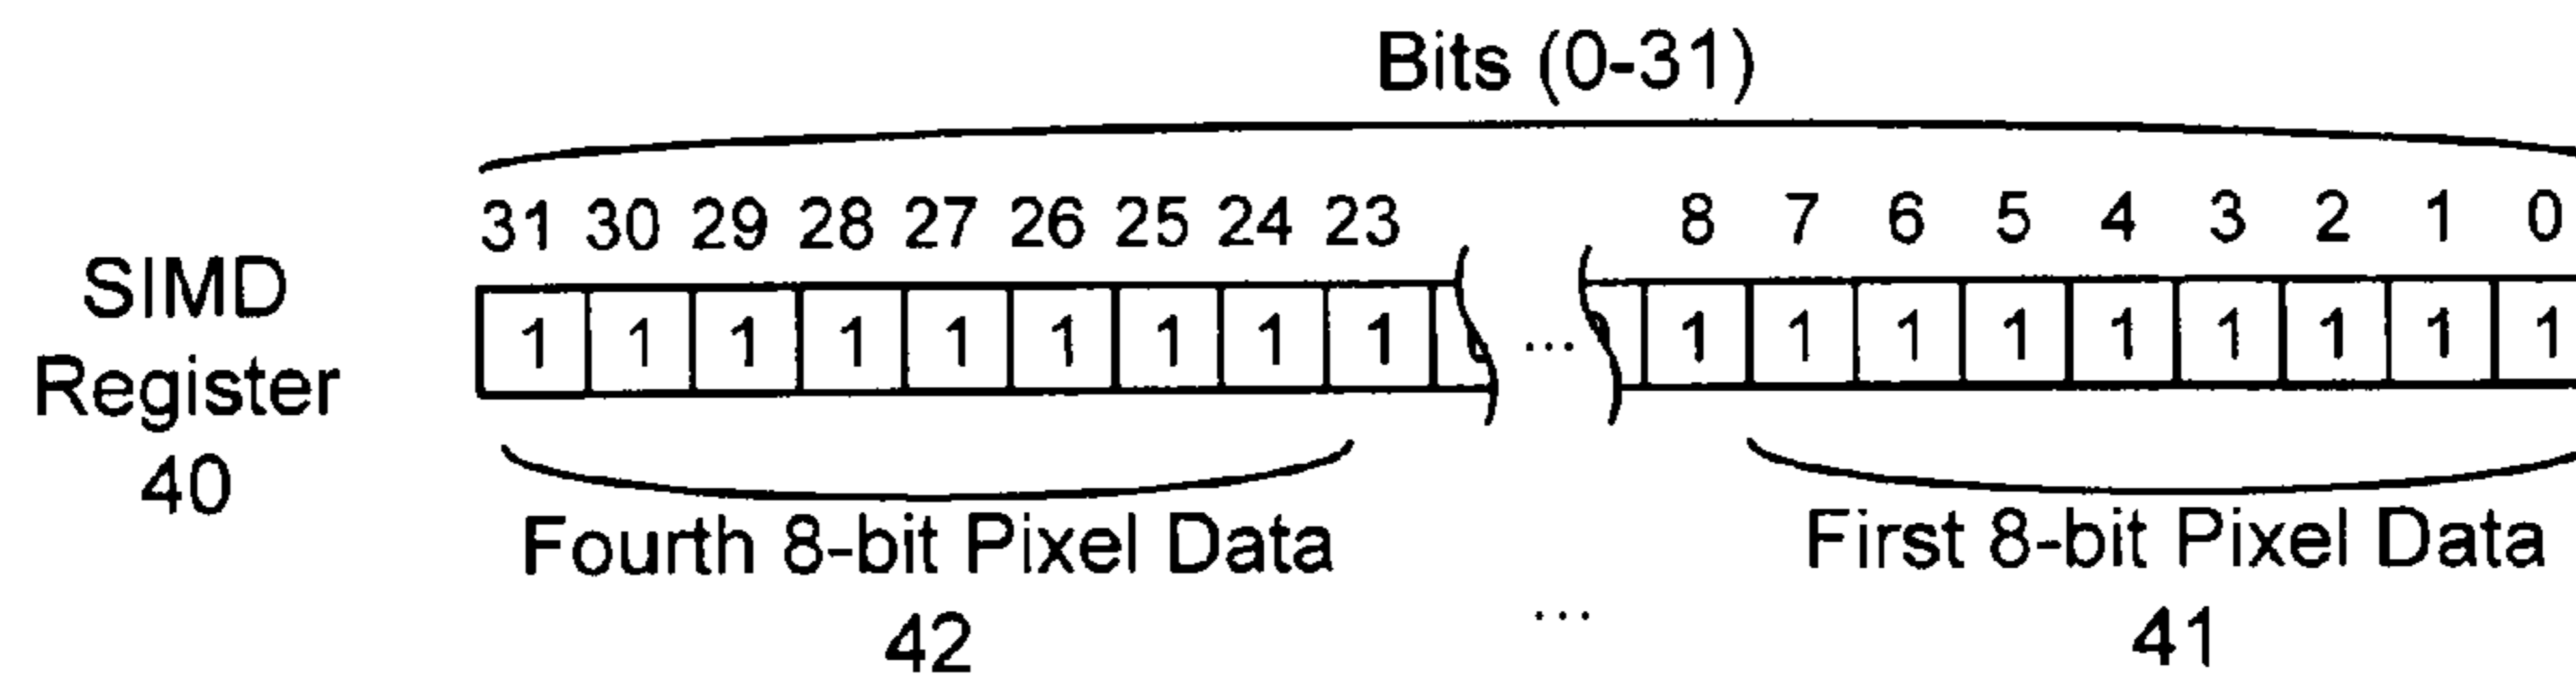 Bits (0-31)
31 30 29 28 27 26 25 24 23 8 7 6 5 4 3 2 1 0
SIMD
Register
40
1 1 1 1 1 1 1 1 1 ... 1 1 1 1 1 1 1 1 1
Fourth 8-bit Pixel Data
42
...
First 8-bit Pixel Data
41